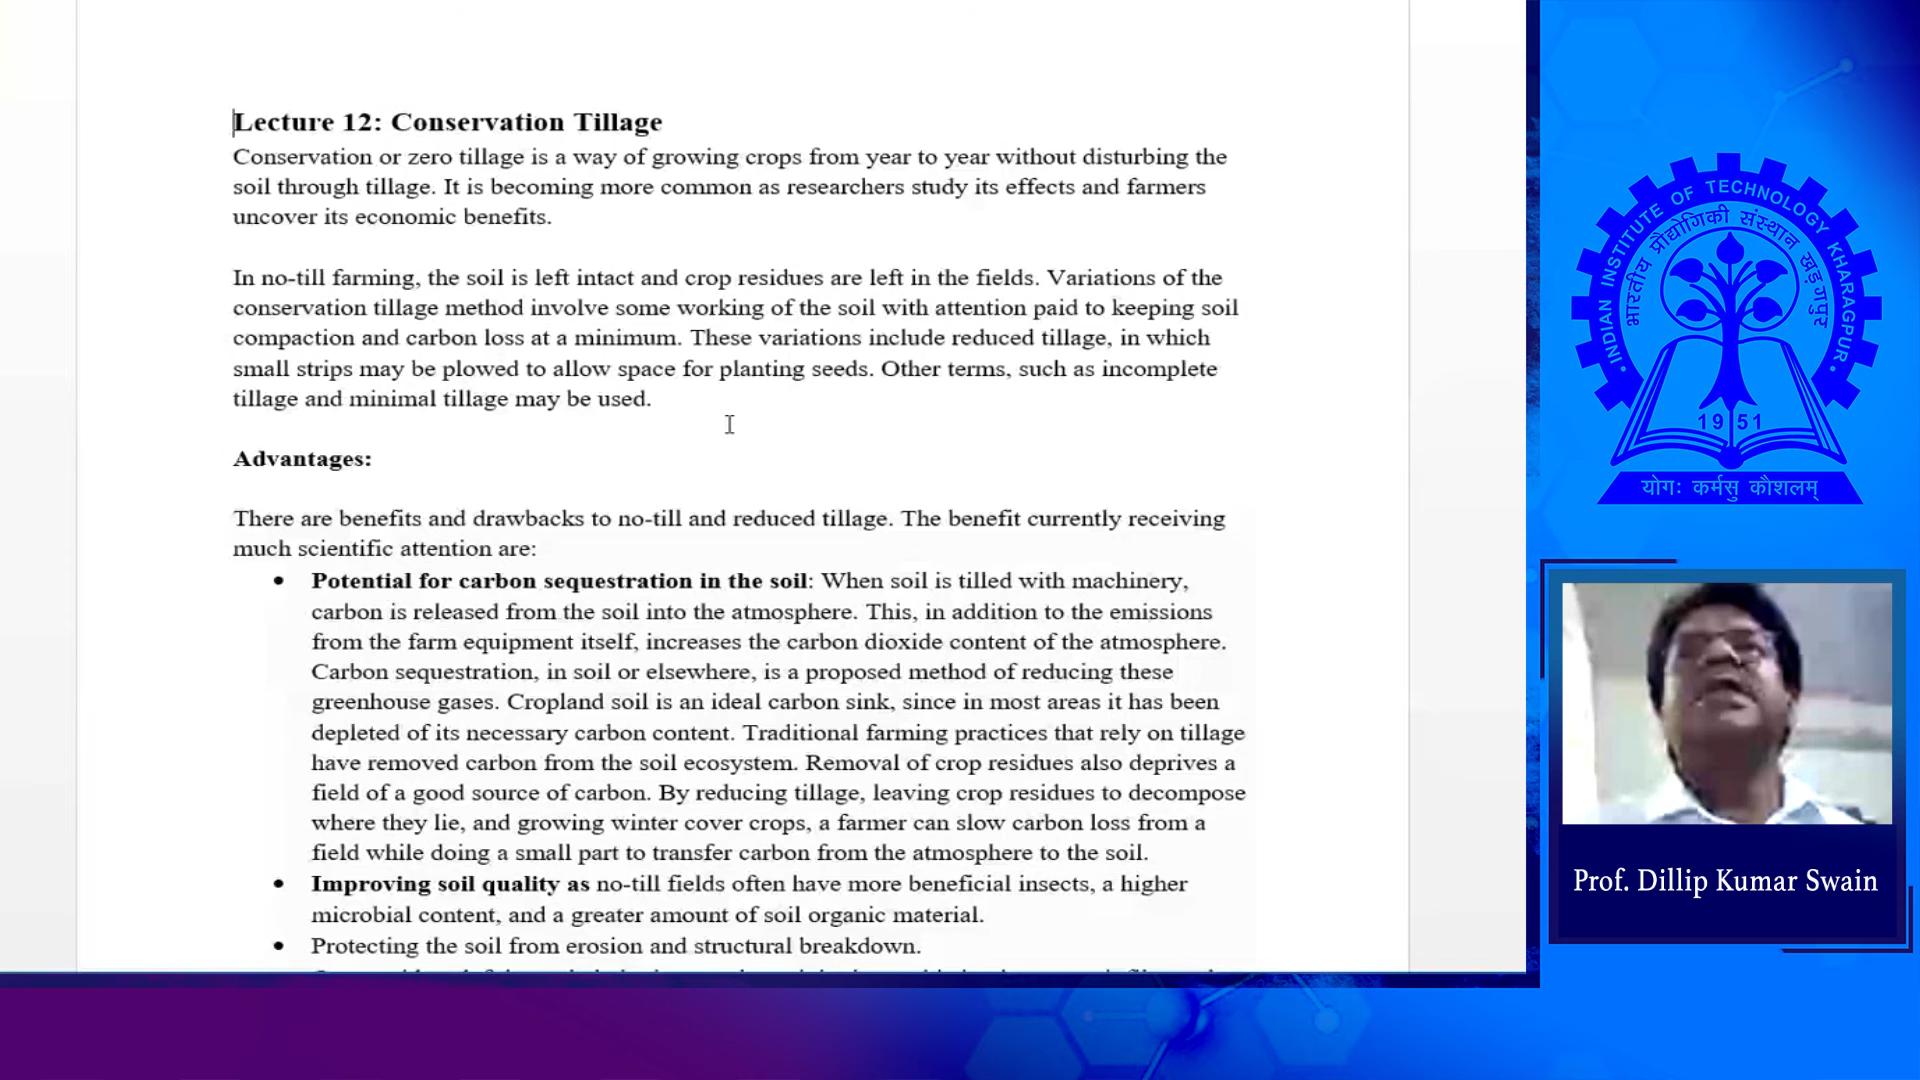 Lecture 12: Conservation Tillage
Conservation or zero tillage is a way of growing crops from year to year without disturbing the
soil through tillage. It is becoming more common as researchers study its effects and farmers
uncover its economic benefits.
In no-till farming, the soil is left intact and crop residues are left in the fields. Variations of the
conservation tillage method involve some working of the soil with attention paid to keeping soil
compaction and carbon loss at a minimum. These variations include reduced tillage, in which
small strips may be plowed to allow space for planting seeds. Other terms, such as incomplete
tillage and minimal tillage may be used.
Advantages:
There are benefits and drawbacks to no-till and reduced tillage. The benefit currently receiving
much scientific attention are:
• Potential for carbon sequestration in the soil: When soil is tilled with machinery,
carbon is released from the soil into the atmosphere. This, in addition to the emissions
from the farm equipment itself, increases the carbon dioxide content of the atmosphere.
Carbon sequestration, in soil or elsewhere, is a proposed method of reducing these
greenhouse gases. Cropland soil is an ideal carbon sink, since in most areas it has been
depleted of its necessary carbon content. Traditional farming practices that rely on tillage
have removed carbon from the soil ecosystem. Removal of crop residues also deprives a
field of a good source of carbon. By reducing tillage, leaving crop residues to decompose
where they lie, and growing winter cover crops, a farmer can slow carbon loss from a
field while doing a small part to transfer carbon from the atmosphere to the soil.
• Improving soil quality as no-till fields often have more beneficial insects, a higher
microbial content, and a greater amount of soil organic material.
• Protecting the soil from erosion and structural breakdown.
INDIAN INSTITUTE OF TECHNOLOGY KHARAGPUR
भारतीय प्रौद्योगिकी संस्थान खड़गपुर
1951
योगः कर्मसु कौशलम्
Prof. Dillip Kumar Swain